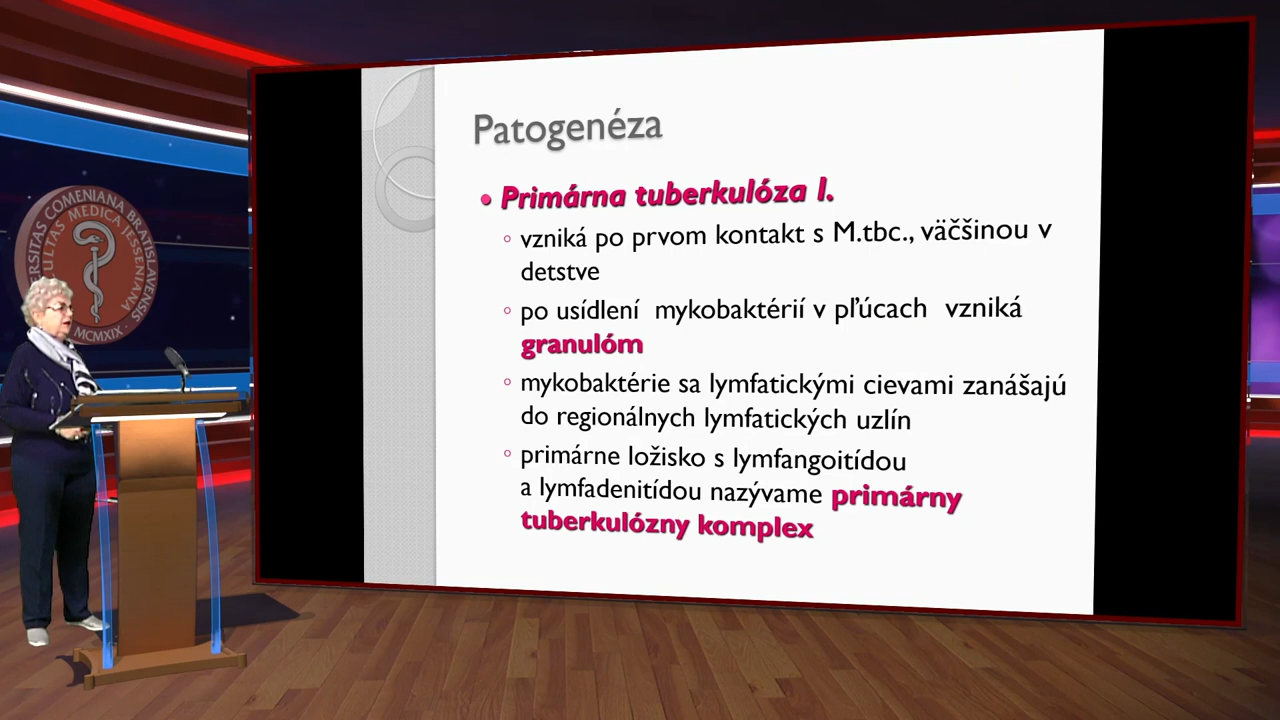 Patogenéza
• Primárna tuberkulóza I.
◦ vzniká po prvom kontakt s M.tbc., väčšinou v
detstve
◦ po usídlení mykobaktérií v pľúcach vzniká
granulóm
◦ mykobaktérie sa lymfatickými cievami zanášajú
do regionálnych lymfatických uzlín
◦ primárne ložisko s lymfangoitídou
a lymfadenitídou nazývame primárny
tuberkulózny komplex
ERSITAS COMENIANA BRATISLAVENSIS
ULTAS MEDICA JESSENIANA
· MCMXIX ·